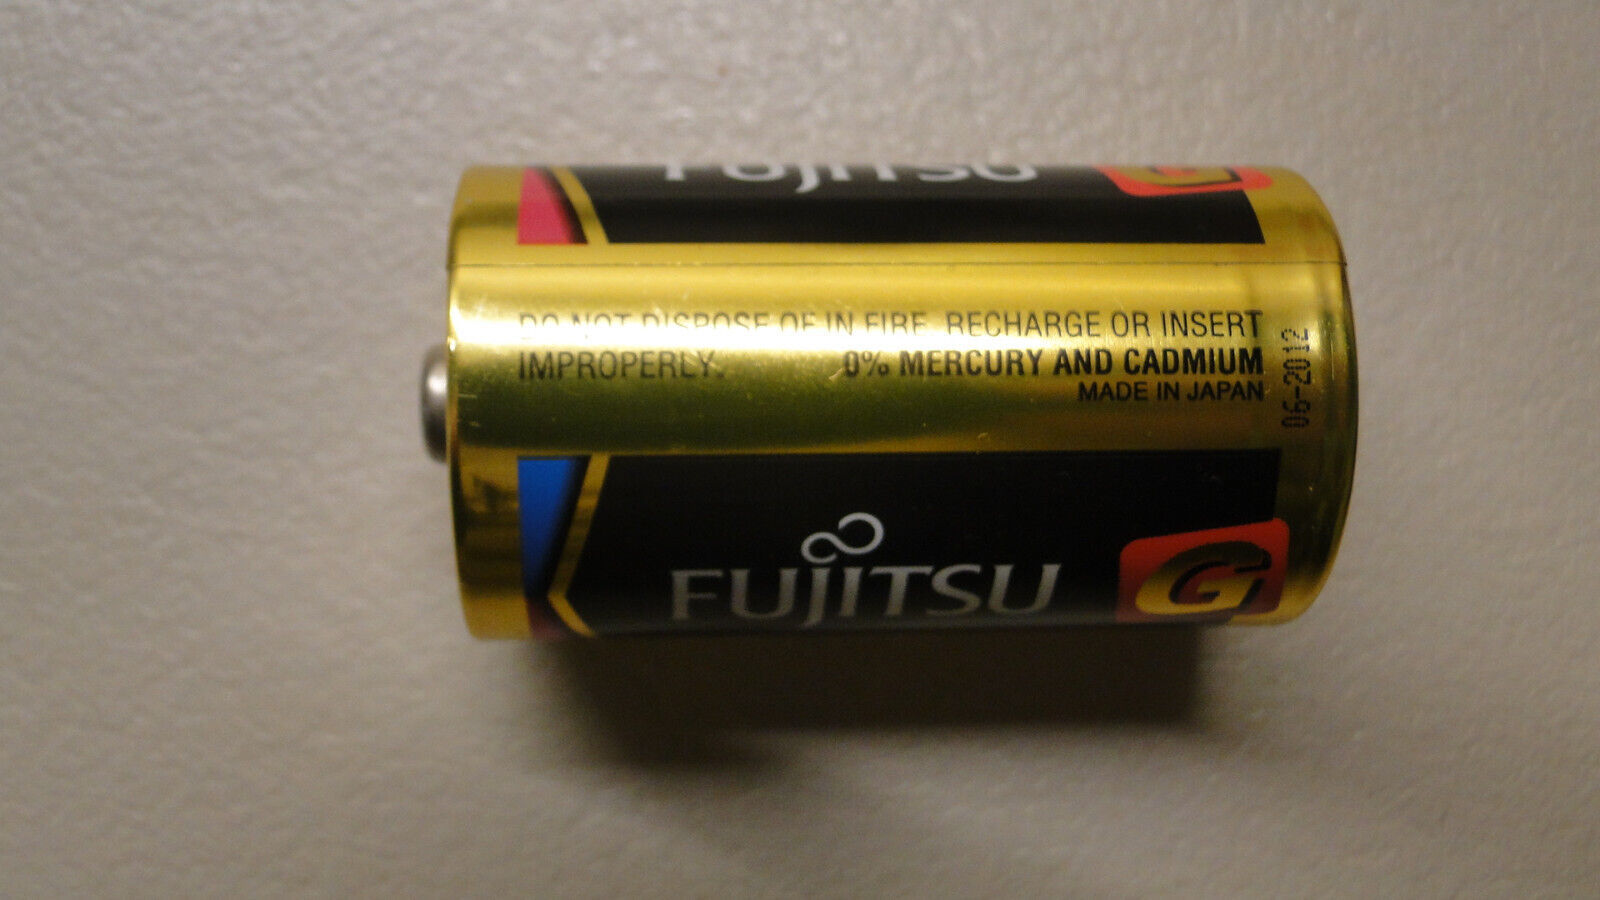 FUJITSU
G
DO NOT DISPOSE OF IN FIRE, RECHARGE OR INSERT
IMPROPERLY. 0% MERCURY AND CADMIUM
MADE IN JAPAN
06-2012
FUJITSU
G